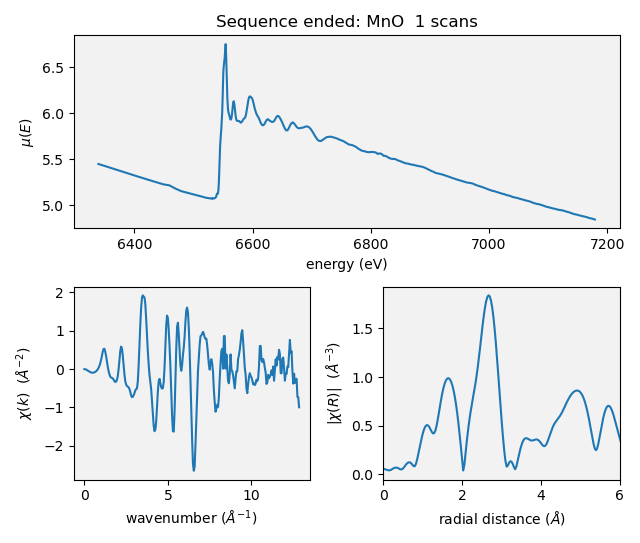 Sequence ended: MnO  1 scans
6.5
6.0
5.5
5.0
μ(E)
6400 6600 6800 7000 7200
energy (eV)
2
1
0
−1
−2
χ(k)  (Å⁻²)
0 5 10
wavenumber (Å⁻¹)
1.5
1.0
0.5
0.0
|χ(R)|  (Å⁻³)
0 2 4 6
radial distance (Å)